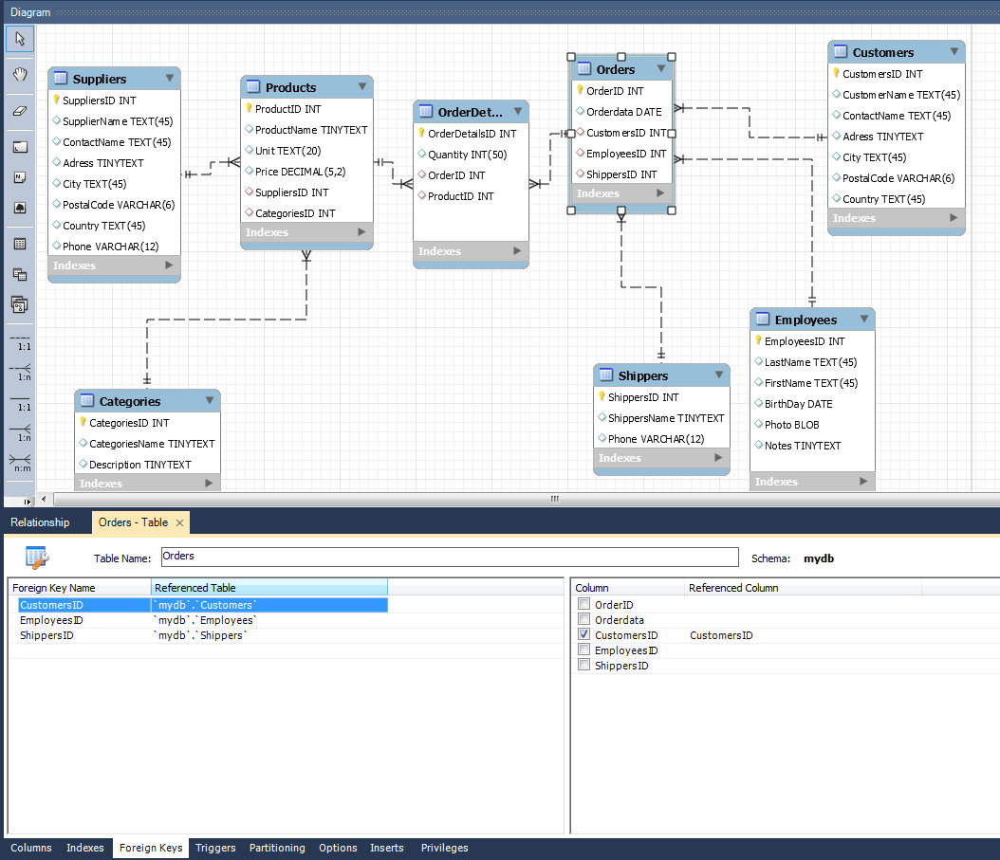 Diagram
Suppliers
SuppliersID INT
SupplierName TEXT(45)
ContactName TEXT(45)
Adress TINYTEXT
City TEXT(45)
PostalCode VARCHAR(6)
Country TEXT(45)
Phone VARCHAR(12)
Indexes
Products
ProductID INT
ProductName TINYTEXT
Unit TEXT(20)
Price DECIMAL(5,2)
SuppliersID INT
CategoriesID INT
Indexes
OrderDet...
OrderDetailsID INT
Quantity INT(50)
OrderID INT
ProductID INT
Indexes
Orders
OrderID INT
Orderdata DATE
CustomersID INT
EmployeesID INT
ShippersID INT
Indexes
Customers
CustomersID INT
CustomerName TEXT(45)
ContactName TEXT(45)
Adress TINYTEXT
City TEXT(45)
PostalCode VARCHAR(6)
Country TEXT(45)
Indexes
Categories
CategoriesID INT
CategoriesName TINYTEXT
Description TINYTEXT
Indexes
Shippers
ShippersID INT
ShippersName TINYTEXT
Phone VARCHAR(12)
Indexes
Employees
EmployeesID INT
LastName TEXT(45)
FirstName TEXT(45)
BirthDay DATE
Photo BLOB
Notes TINYTEXT
Indexes
1:1
1:n
1:1
1:n
n:m
Relationship Orders - Table
Table Name: Orders Schema: mydb
Foreign Key Name Referenced Table
CustomersID `mydb`.`Customers`
EmployeesID `mydb`.`Employees`
ShippersID `mydb`.`Shippers`
Column Referenced Column
OrderID
Orderdata
CustomersID CustomersID
EmployeesID
ShippersID
Columns Indexes Foreign Keys Triggers Partitioning Options Inserts Privileges